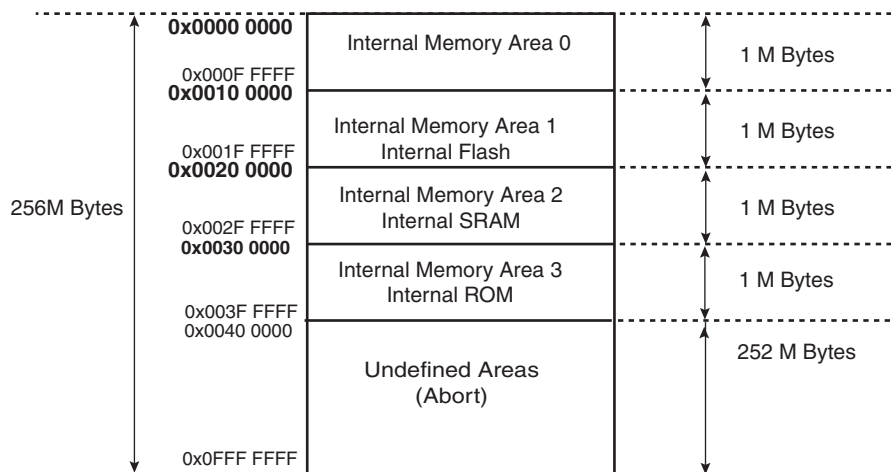 0x0000 0000
Internal Memory Area 0
1 M Bytes
0x000F FFFF
0x0010 0000
Internal Memory Area 1
Internal Flash
1 M Bytes
0x001F FFFF
0x0020 0000
256M Bytes
Internal Memory Area 2
Internal SRAM
1 M Bytes
0x002F FFFF
0x0030 0000
Internal Memory Area 3
Internal ROM
1 M Bytes
0x003F FFFF
0x0040 0000
252 M Bytes
Undefined Areas
(Abort)
0x0FFF FFFF